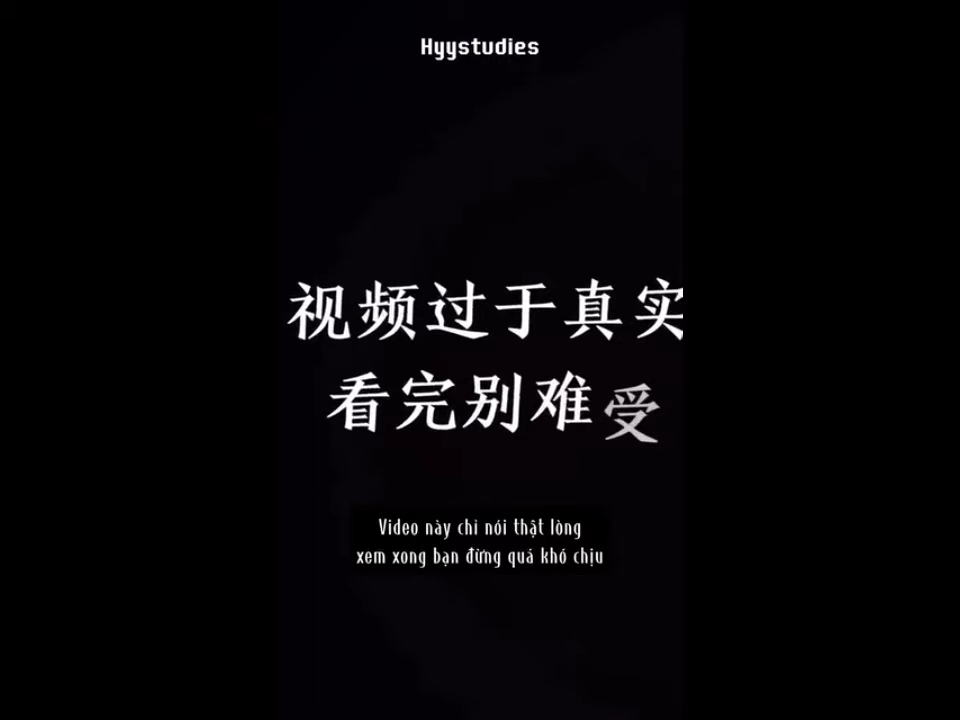 Hyystudies
视频过于真实
看完别难受
Video này chỉ nói thật lòng
xem xong bạn đừng quá khó chịu